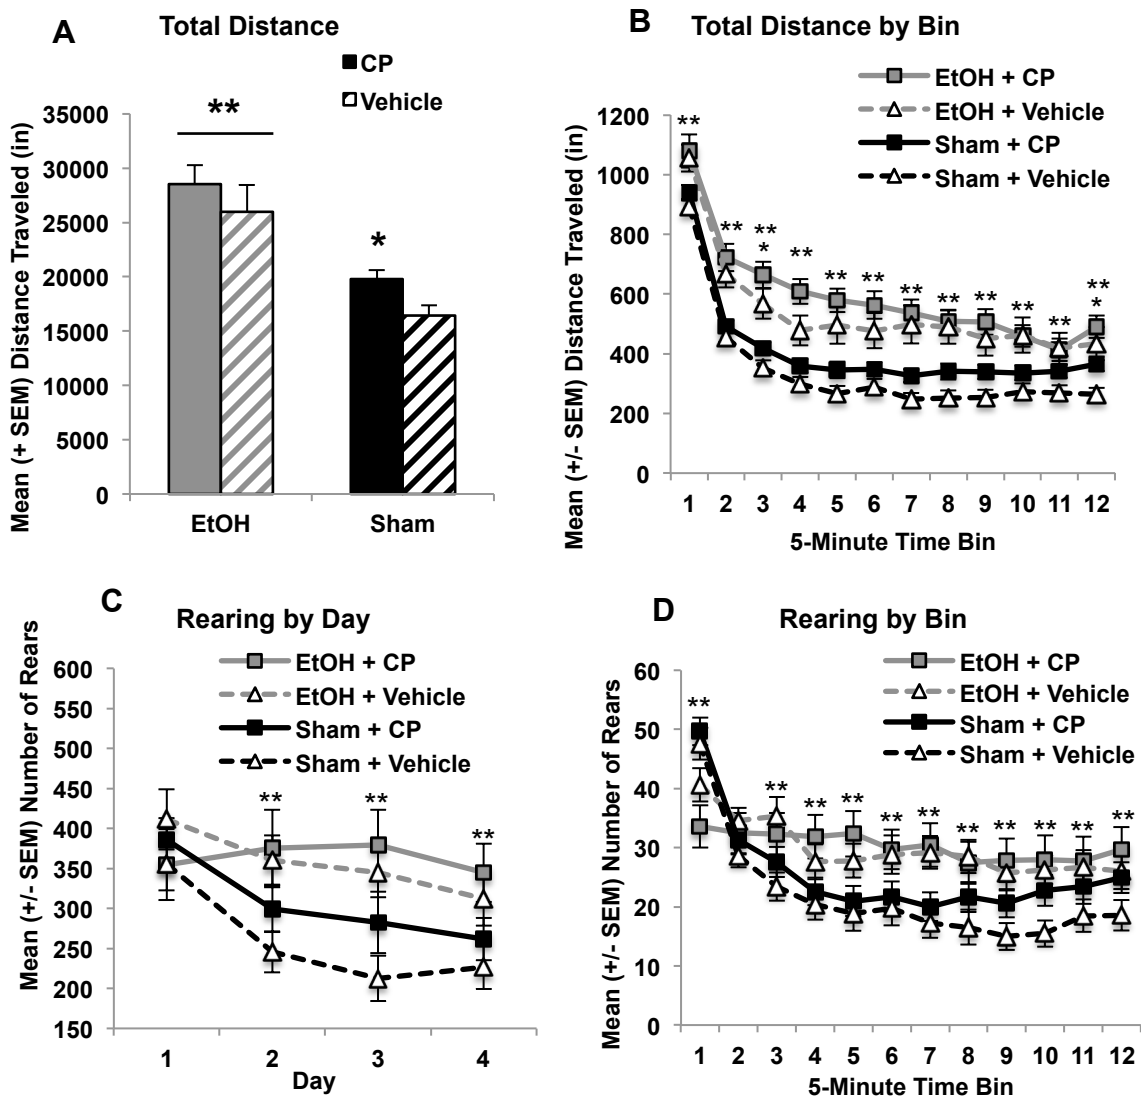 A
Total Distance
CP
Vehicle
**
*
35000
30000
25000
20000
15000
10000
5000
0
Mean (+ SEM) Distance Traveled (in)
EtOH
Sham
B
Total Distance by Bin
EtOH + CP
EtOH + Vehicle
Sham + CP
Sham + Vehicle
1200
1000
800
600
400
200
0
Mean (+/- SEM) Distance Traveled (in)
**
**
**
*
**
**
**
**
**
**
**
**
**
*
1 2 3 4 5 6 7 8 9 10 11 12
5-Minute Time Bin
C
Rearing by Day
EtOH + CP
EtOH + Vehicle
Sham + CP
Sham + Vehicle
600
550
500
450
400
350
300
250
200
150
Mean (+/- SEM) Number of Rears
**
**
**
1 2 3 4
Day
D
Rearing by Bin
EtOH + CP
EtOH + Vehicle
Sham + CP
Sham + Vehicle
60
50
40
30
20
10
0
Mean (+/- SEM) Number of Rears
**
**
**
**
**
**
**
**
**
**
**
1 2 3 4 5 6 7 8 9 10 11 12
5-Minute Time Bin